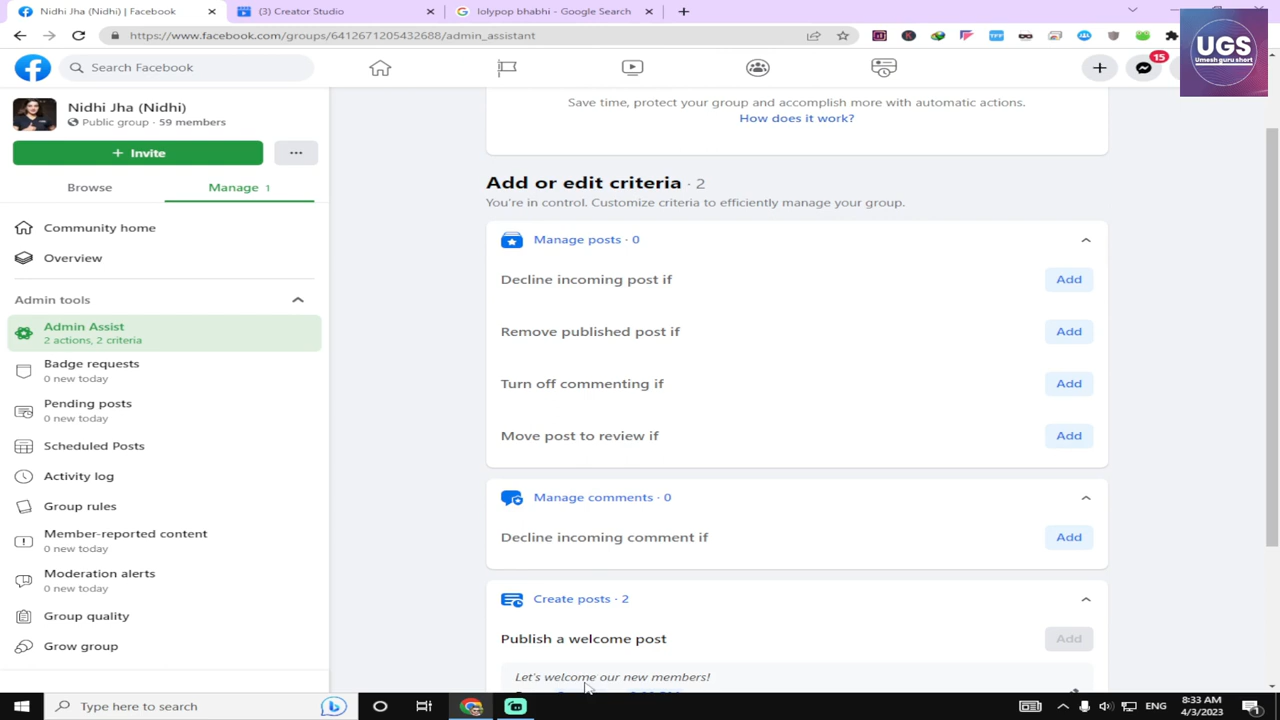 Nidhi Jha (Nidhi) | Facebook
(3) Creator Studio
lolypop bhabhi - Google Search
https://www.facebook.com/groups/6412671205432688/admin_assistant
UGS
Umesh guru short
Search Facebook
15
Nidhi Jha (Nidhi)
Public group · 59 members
+ Invite
Browse
Manage 1
Community home
Overview
Admin tools
Admin Assist
2 actions, 2 criteria
Badge requests
0 new today
Pending posts
0 new today
Scheduled Posts
Activity log
Group rules
Member-reported content
0 new today
Moderation alerts
0 new today
Group quality
Grow group
Save time, protect your group and accomplish more with automatic actions.
How does it work?
Add or edit criteria · 2
You're in control. Customize criteria to efficiently manage your group.
Manage posts · 0
Decline incoming post if
Add
Remove published post if
Add
Turn off commenting if
Add
Move post to review if
Add
Manage comments · 0
Decline incoming comment if
Add
Create posts · 2
Publish a welcome post
Add
Let's welcome our new members!
Type here to search
ENG
8:33 AM
4/3/2023
1